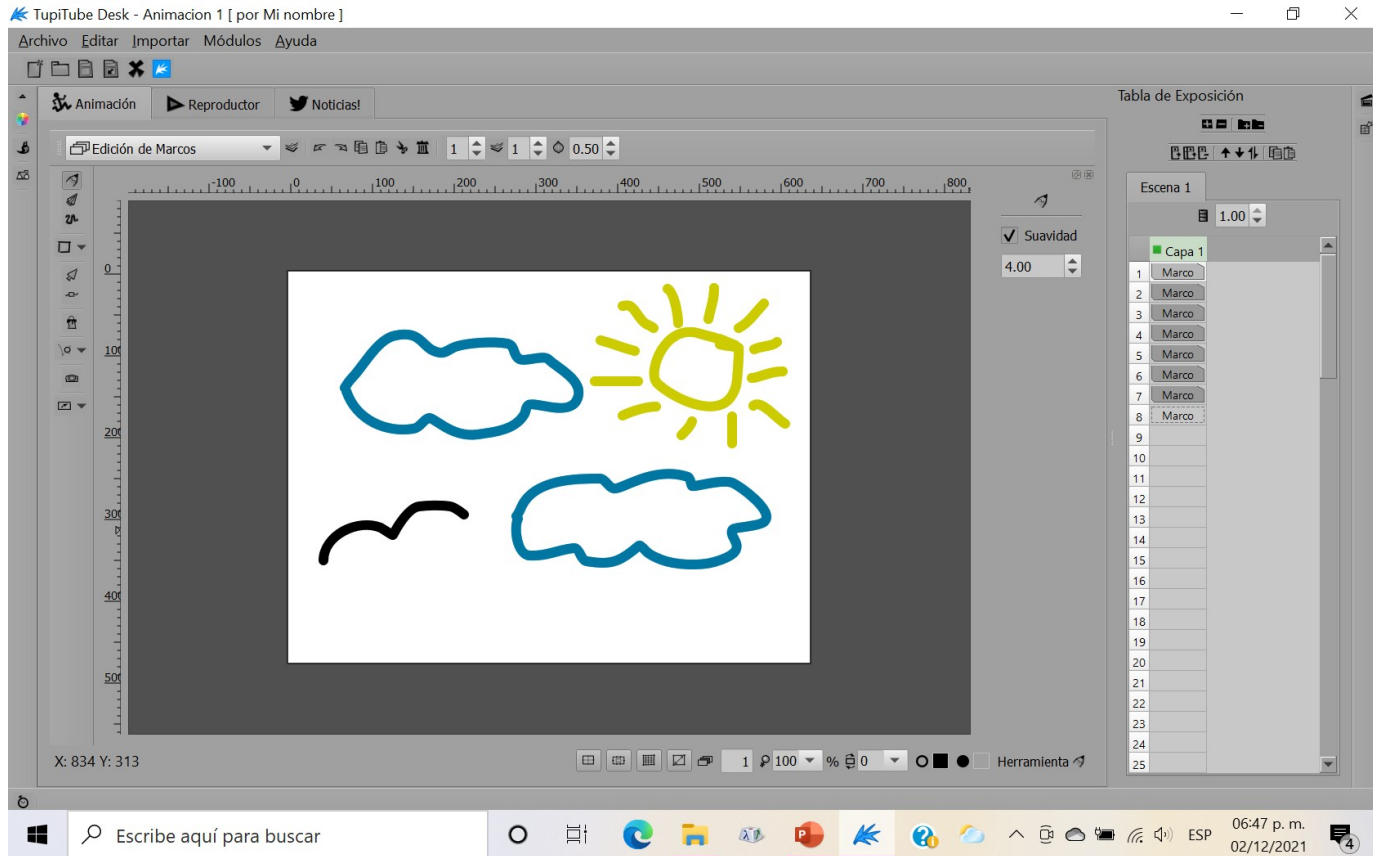 TupiTube Desk - Animacion 1 [ por Mi nombre ]
Archivo Editar Importar Módulos Ayuda
Animación Reproductor Noticias!
Tabla de Exposición
Edición de Marcos 1 1 0.50
-100 0 100 200 300 400 500 600 700 800
Escena 1
1.00
Suavidad
4.00
Capa 1
0
100
200
300
400
500
1 Marco
2 Marco
3 Marco
4 Marco
5 Marco
6 Marco
7 Marco
8 Marco
9
10
11
12
13
14
15
16
17
18
19
20
21
22
23
24
25
X: 834 Y: 313 1 100 % 0 Herramienta
Escribe aquí para buscar
ESP 06:47 p. m.
02/12/2021
4